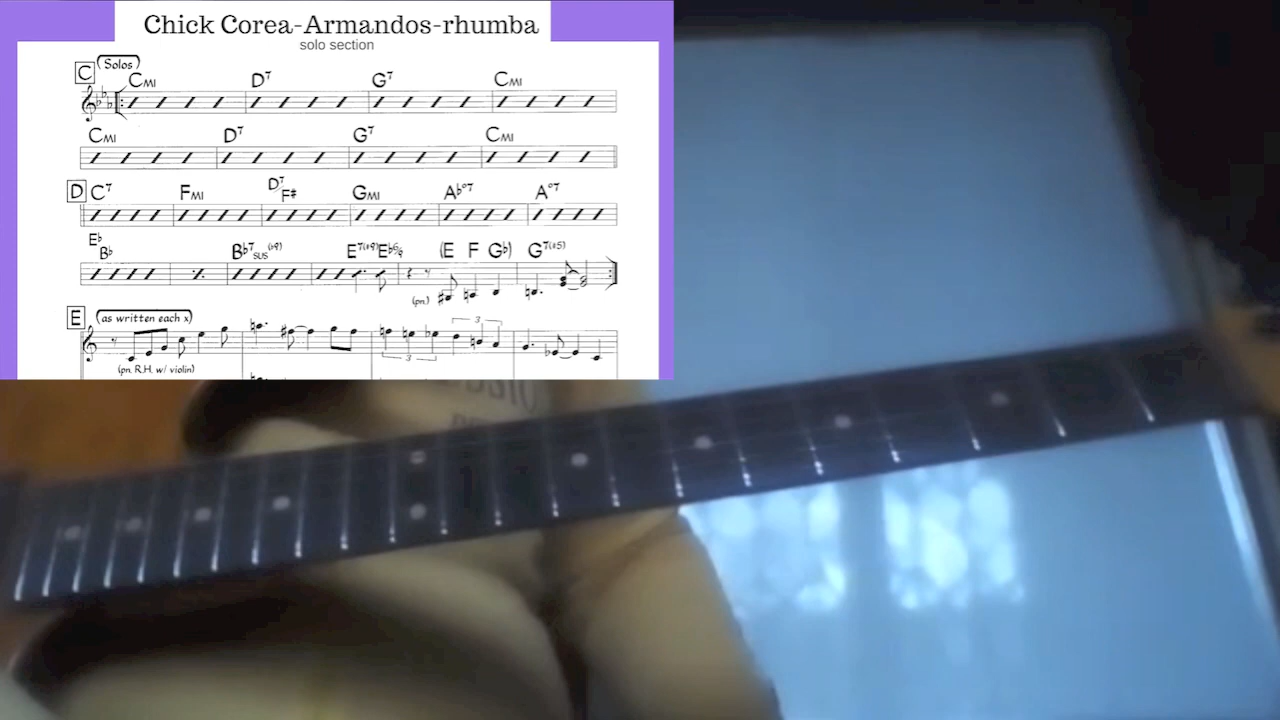 Chick Corea-Armandos-rhumba
solo section
C (Solos)
CMI D7 G7 CMI
CMI D7 G7 CMI
D C7 FMI D7/F# GMI Ab°7 A°7
Eb/Bb Bb7sus(b9) E7(#9) Eb6/9 (E F Gb) G7(#5)
(pn.)
E (as written each x)
3
3
(pn. R.H. w/ violin)